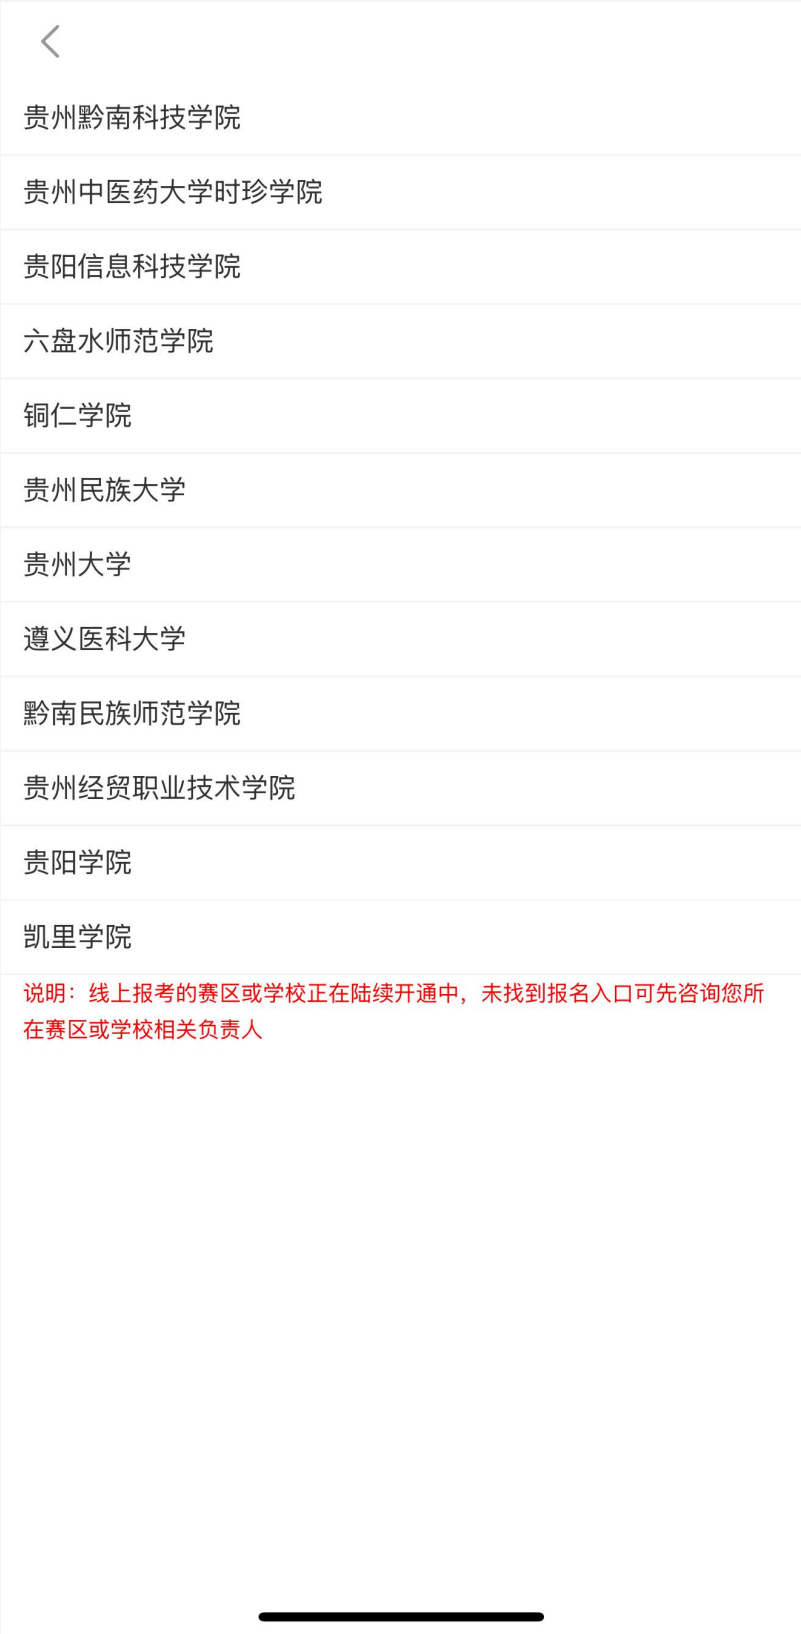 贵州黔南科技学院
贵州中医药大学时珍学院
贵阳信息科技学院
六盘水师范学院
铜仁学院
贵州民族大学
贵州大学
遵义医科大学
黔南民族师范学院
贵州经贸职业技术学院
贵阳学院
凯里学院
说明：线上报考的赛区或学校正在陆续开通中，未找到报名入口可先咨询您所
在赛区或学校相关负责人